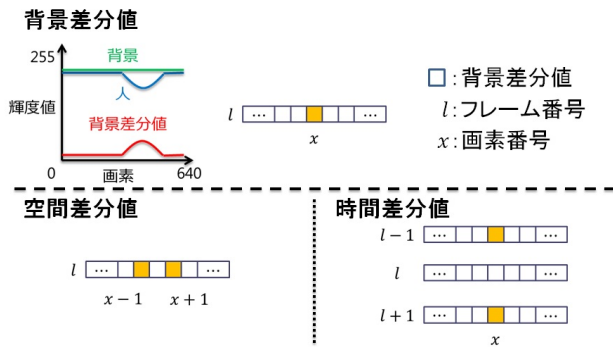 背景差分値
255
背景
人
輝度値
背景差分値
0
画素
640
l
... ...
x
□:背景差分値
l:フレーム番号
x:画素番号
空間差分値
l
... ...
x − 1 x + 1
時間差分値
l − 1
... ...
l
... ...
l + 1
... ...
x